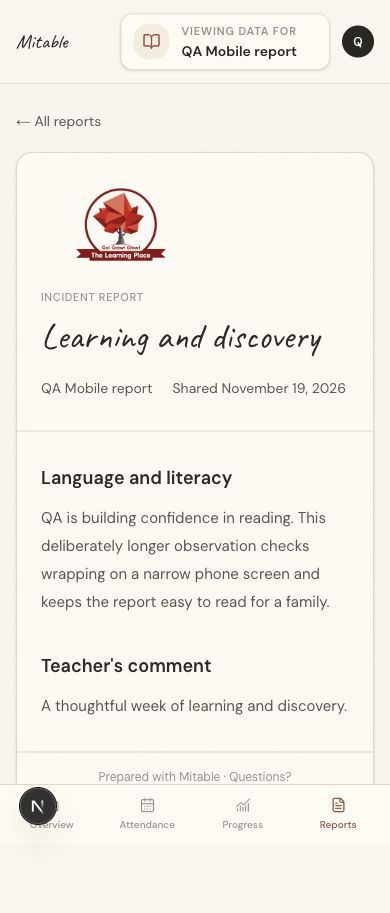 Mitable
VIEWING DATA FOR
QA Mobile report
Q
← All reports
Go! Grow! Glow!
The Learning Place
INCIDENT REPORT
Learning and discovery
QA Mobile report
Shared November 19, 2026
Language and literacy
QA is building confidence in reading. This
deliberately longer observation checks
wrapping on a narrow phone screen and
keeps the report easy to read for a family.
Teacher's comment
A thoughtful week of learning and discovery.
Prepared with Mitable · Questions?
N
Overview
Attendance
Progress
Reports